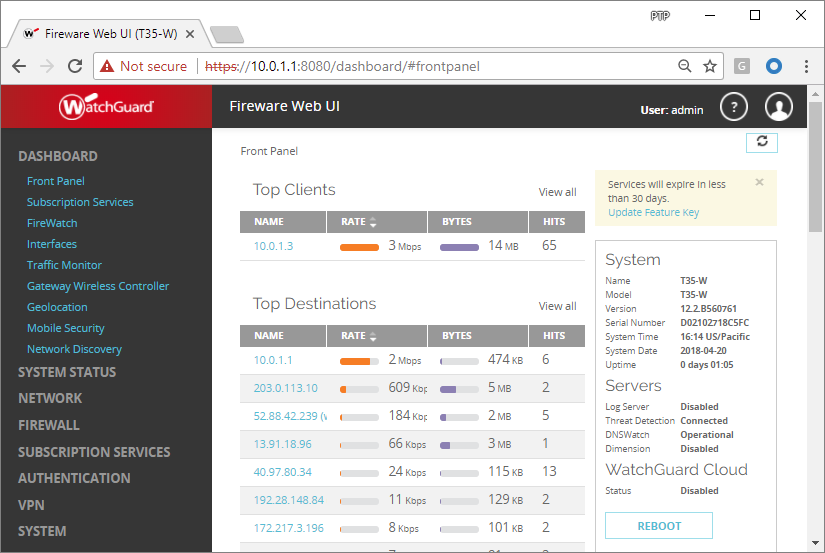 PTP
Fireware Web UI (T35-W)
Not secure | https://10.0.1.1:8080/dashboard/#frontpanel
G
WatchGuard
Fireware Web UI
User: admin
?
DASHBOARD
Front Panel
Subscription Services
FireWatch
Interfaces
Traffic Monitor
Gateway Wireless Controller
Geolocation
Mobile Security
Network Discovery
SYSTEM STATUS
NETWORK
FIREWALL
SUBSCRIPTION SERVICES
AUTHENTICATION
VPN
SYSTEM
Front Panel
Top Clients
View all
NAME RATE BYTES HITS
10.0.1.3 3 Mbps 14 MB 65
Top Destinations
View all
NAME RATE BYTES HITS
10.0.1.1 2 Mbps 474 KB 6
203.0.113.10 609 Kbp 5 MB 2
52.88.42.239 (v 184 Kbp 2 MB 5
13.91.18.96 66 Kbps 3 MB 1
40.97.80.34 24 Kbps 115 KB 13
192.28.148.84 11 Kbps 129 KB 2
172.217.3.196 8 Kbps 101 KB 2
Services will expire in less
than 30 days.
Update Feature Key
System
Name T35-W
Model T35-W
Version 12.2.B560761
Serial Number D02102718C5FC
System Time 16:14 US/Pacific
System Date 2018-04-20
Uptime 0 days 01:05
Servers
Log Server Disabled
Threat Detection Connected
DNSWatch Operational
Dimension Disabled
WatchGuard Cloud
Status Disabled
REBOOT